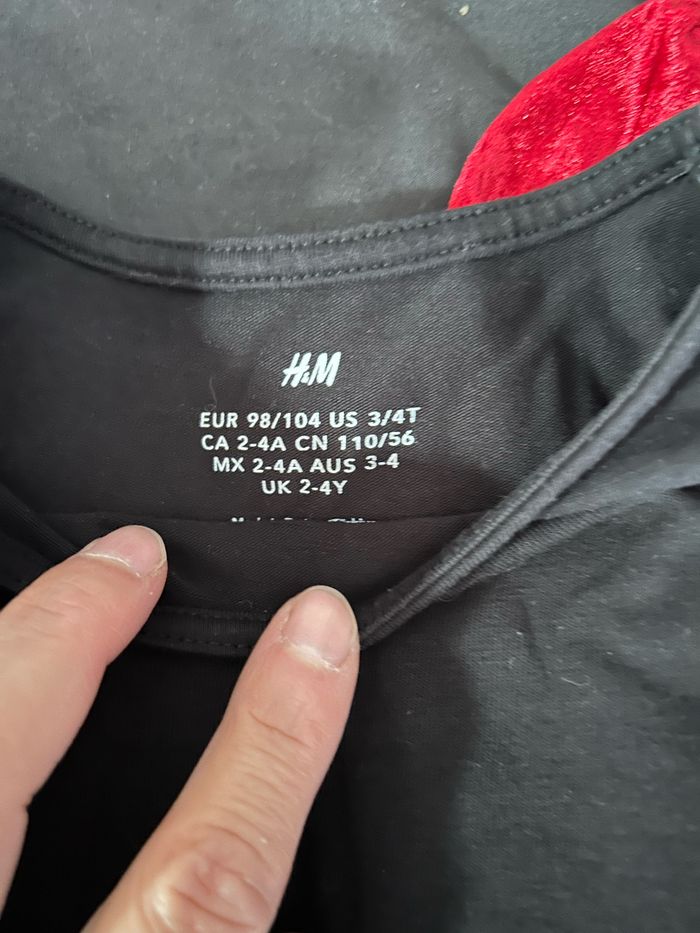 H&M
EUR 98/104 US 3/4T
CA 2-4A CN 110/56
MX 2-4A AUS 3-4
UK 2-4Y